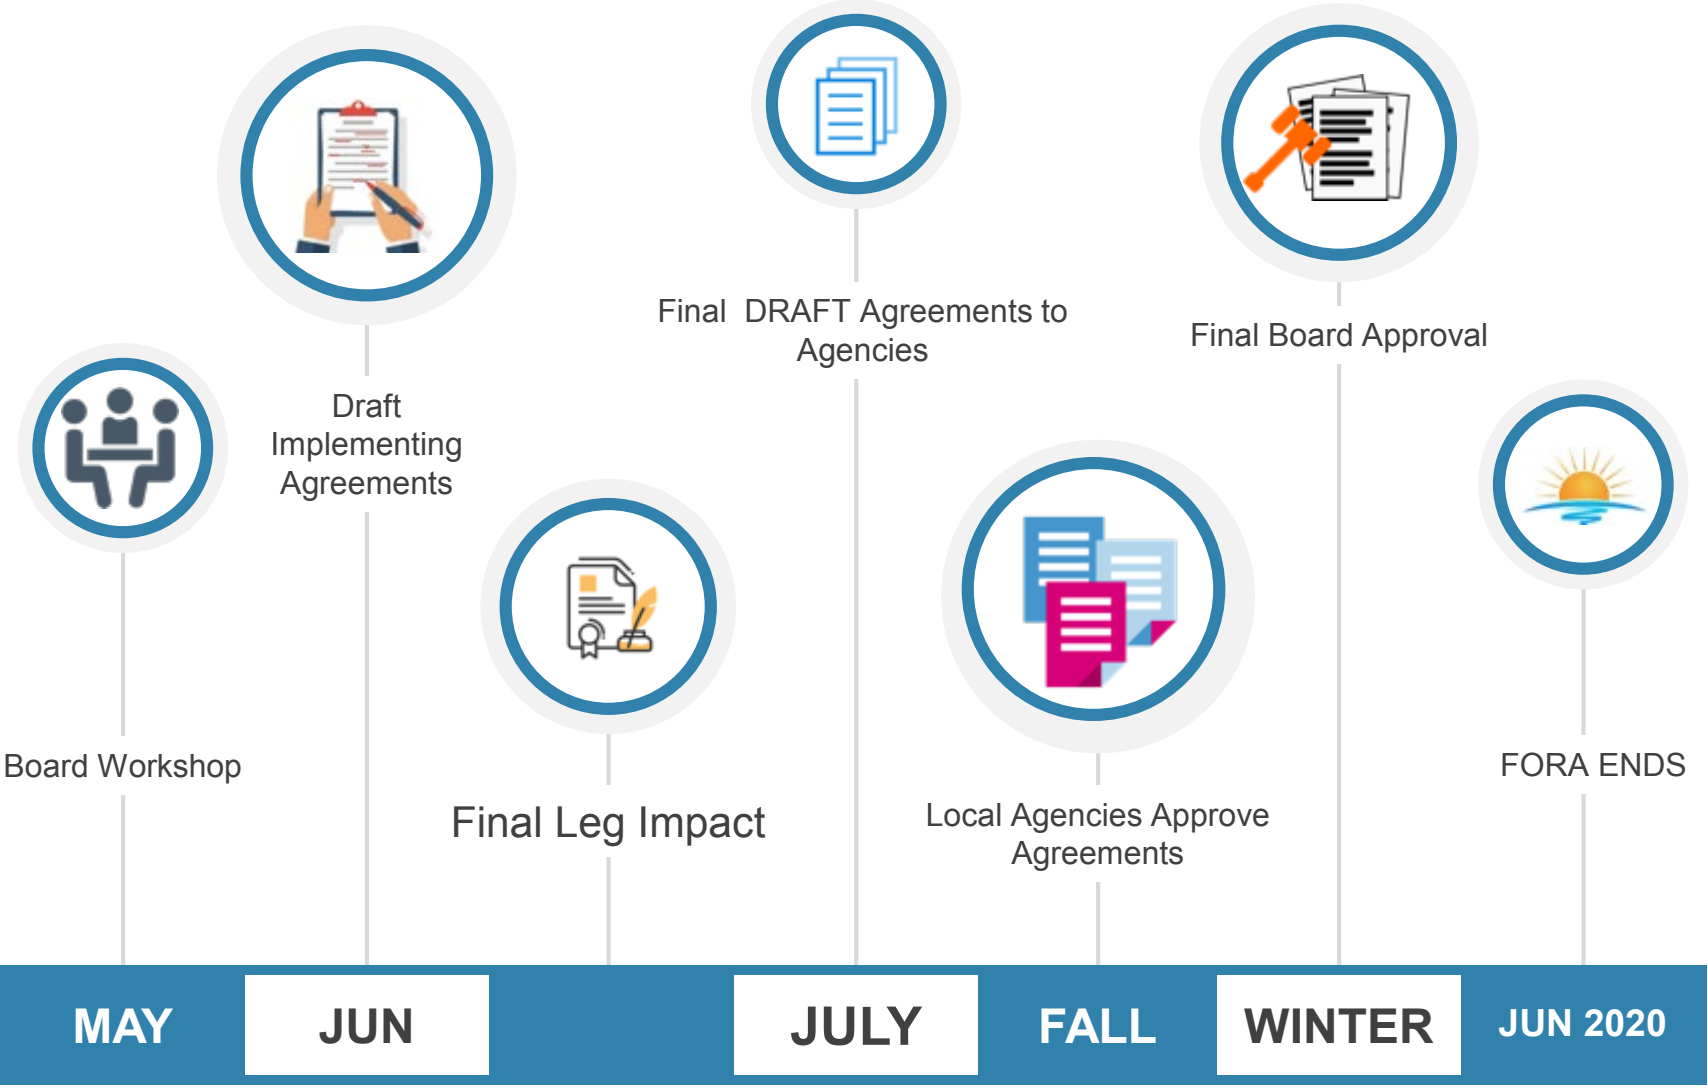 Final  DRAFT Agreements to
Agencies
Final Board Approval
Draft
Implementing
Agreements
Board Workshop
FORA ENDS
Final Leg Impact
Local Agencies Approve
Agreements
MAY
JUN
JULY
FALL
WINTER
JUN 2020